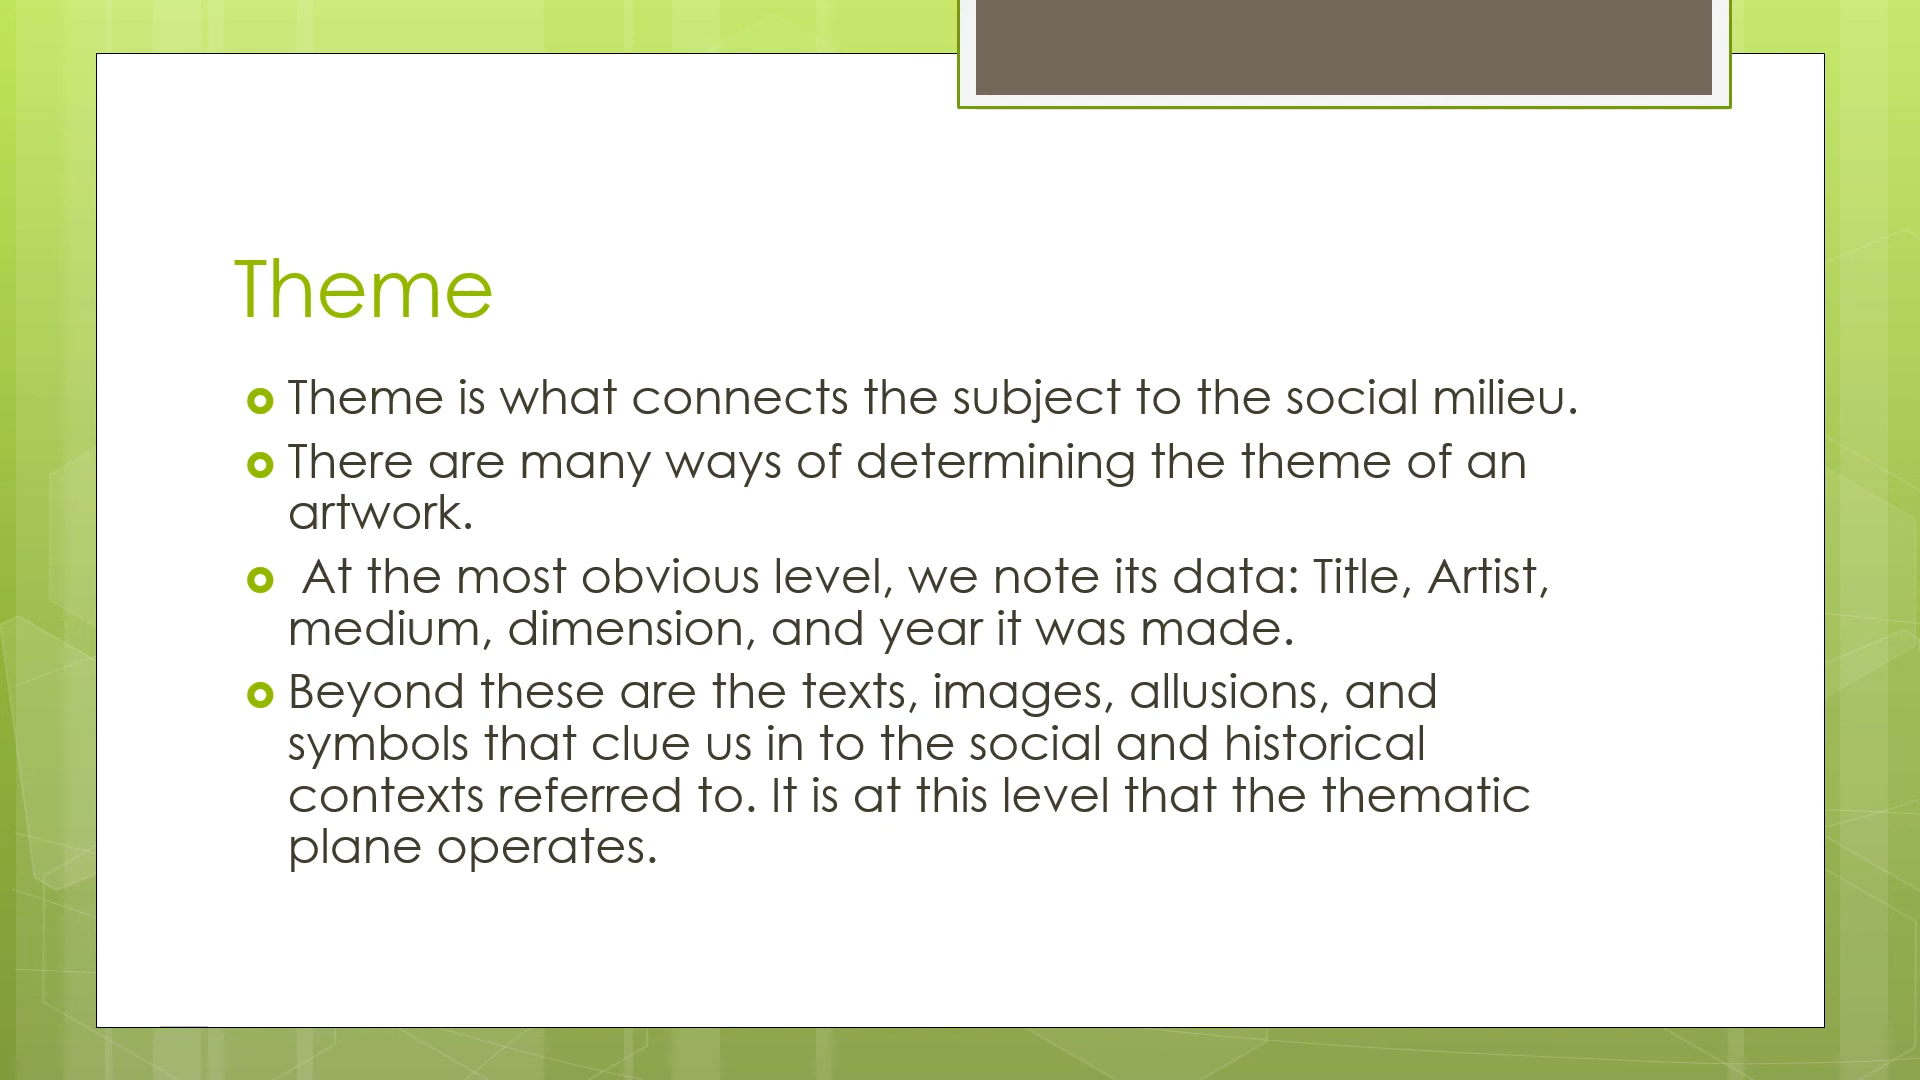 Theme
Theme is what connects the subject to the social milieu.
There are many ways of determining the theme of an
artwork.
At the most obvious level, we note its data: Title, Artist,
medium, dimension, and year it was made.
Beyond these are the texts, images, allusions, and
symbols that clue us in to the social and historical
contexts referred to. It is at this level that the thematic
plane operates.